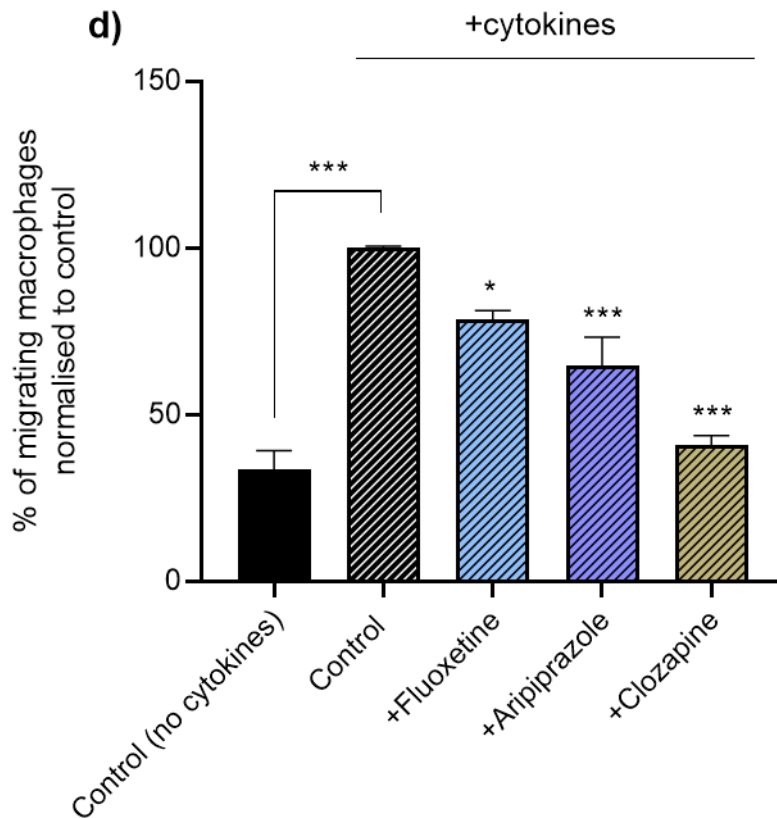 d)
+cytokines
% of migrating macrophages
normalised to control
150
100
50
0
***
*
***
***
Control (no cytokines)
Control
+Fluoxetine
+Aripiprazole
+Clozapine